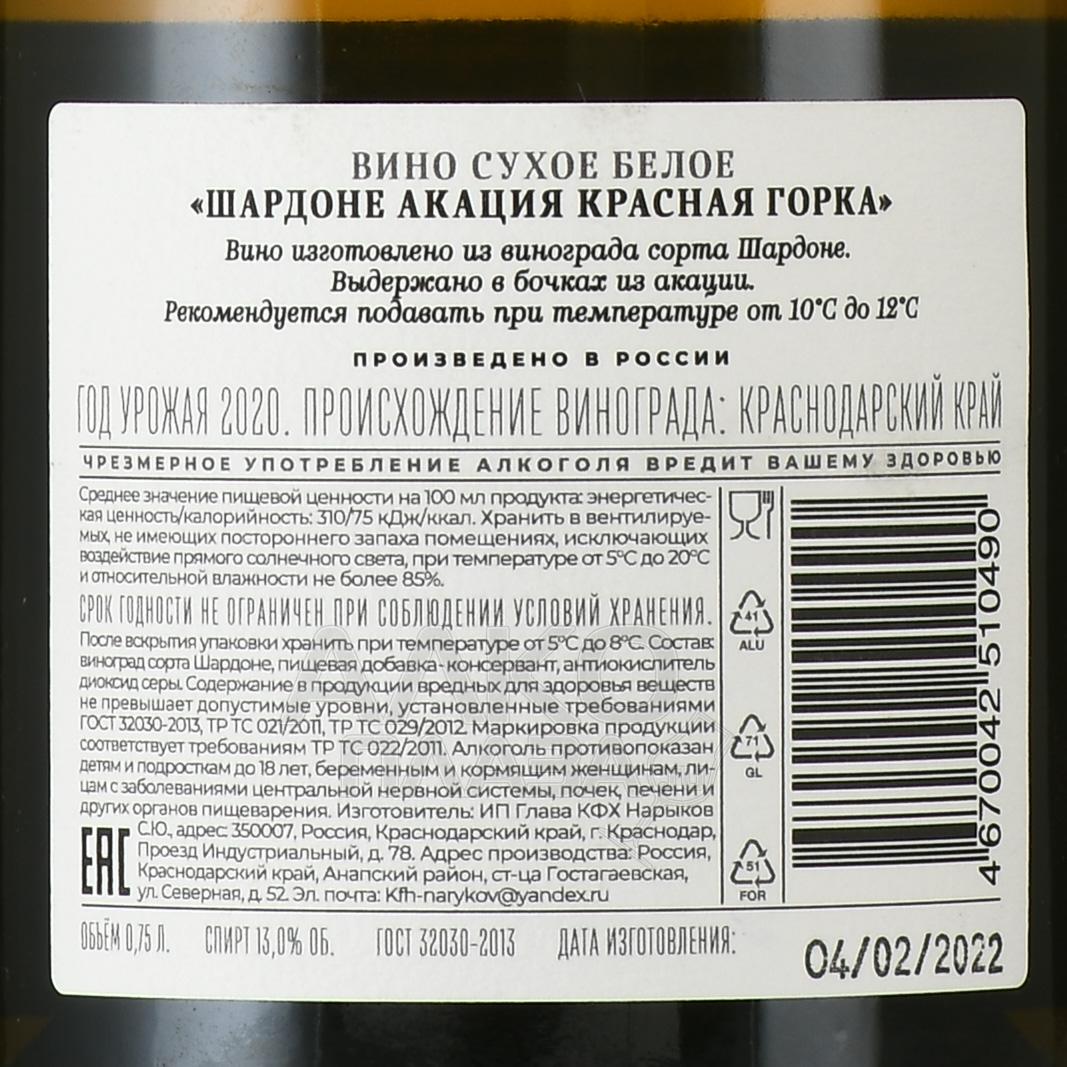 ВИНО СУХОЕ БЕЛОЕ
«ШАРДОНЕ АКАЦИЯ КРАСНАЯ ГОРКА»
Вино изготовлено из винограда сорта Шардоне.
Выдержано в бочках из акации.
Рекомендуется подавать при температуре от 10°C до 12°C
ПРОИЗВЕДЕНО В РОССИИ
ГОД УРОЖАЯ 2020. ПРОИСХОЖДЕНИЕ ВИНОГРАДА: КРАСНОДАРСКИЙ КРАЙ
ЧРЕЗМЕРНОЕ УПОТРЕБЛЕНИЕ АЛКОГОЛЯ ВРЕДИТ ВАШЕМУ ЗДОРОВЬЮ
Среднее значение пищевой ценности на 100 мл продукта: энергетичес-
кая ценность/калорийность: 310/75 кДж/ккал. Хранить в вентилируе-
мых, не имеющих постороннего запаха помещениях, исключающих
воздействие прямого солнечного света, при температуре от 5°C до 20°C
и относительной влажности не более 85%.
СРОК ГОДНОСТИ НЕ ОГРАНИЧЕН ПРИ СОБЛЮДЕНИИ УСЛОВИЙ ХРАНЕНИЯ.
После вскрытия упаковки хранить при температуре от 5°C до 8°C. Состав:
виноград сорта Шардоне, пищевая добавка-консервант, антиокислитель
диоксид серы. Содержание в продукции вредных для здоровья веществ
не превышает допустимые уровни, установленные требованиями
ГОСТ 32030-2013, ТР ТС 021/2011, ТР ТС 029/2012. Маркировка продукции
соответствует требованиям ТР ТС 022/2011. Алкоголь противопоказан
детям и подросткам до 18 лет, беременным и кормящим женщинам, ли-
цам с заболеваниями центральной нервной системы, почек, печени и
других органов пищеварения. Изготовитель: ИП Глава КФХ Нарыков
С.Ю., адрес: 350007, Россия, Краснодарский край, г. Краснодар,
Проезд Индустриальный, д. 78. Адрес производства: Россия,
Краснодарский край, Анапский район, ст-ца Гостагаевская,
ул. Северная, д. 52. Эл. почта: Kfh-narykov@yandex.ru
EAC
41
ALU
71
GL
51
FOR
4670042510490
ОБЪЁМ 0,75 Л. СПИРТ 13,0% ОБ. ГОСТ 32030-2013 ДАТА ИЗГОТОВЛЕНИЯ:
04/02/2022